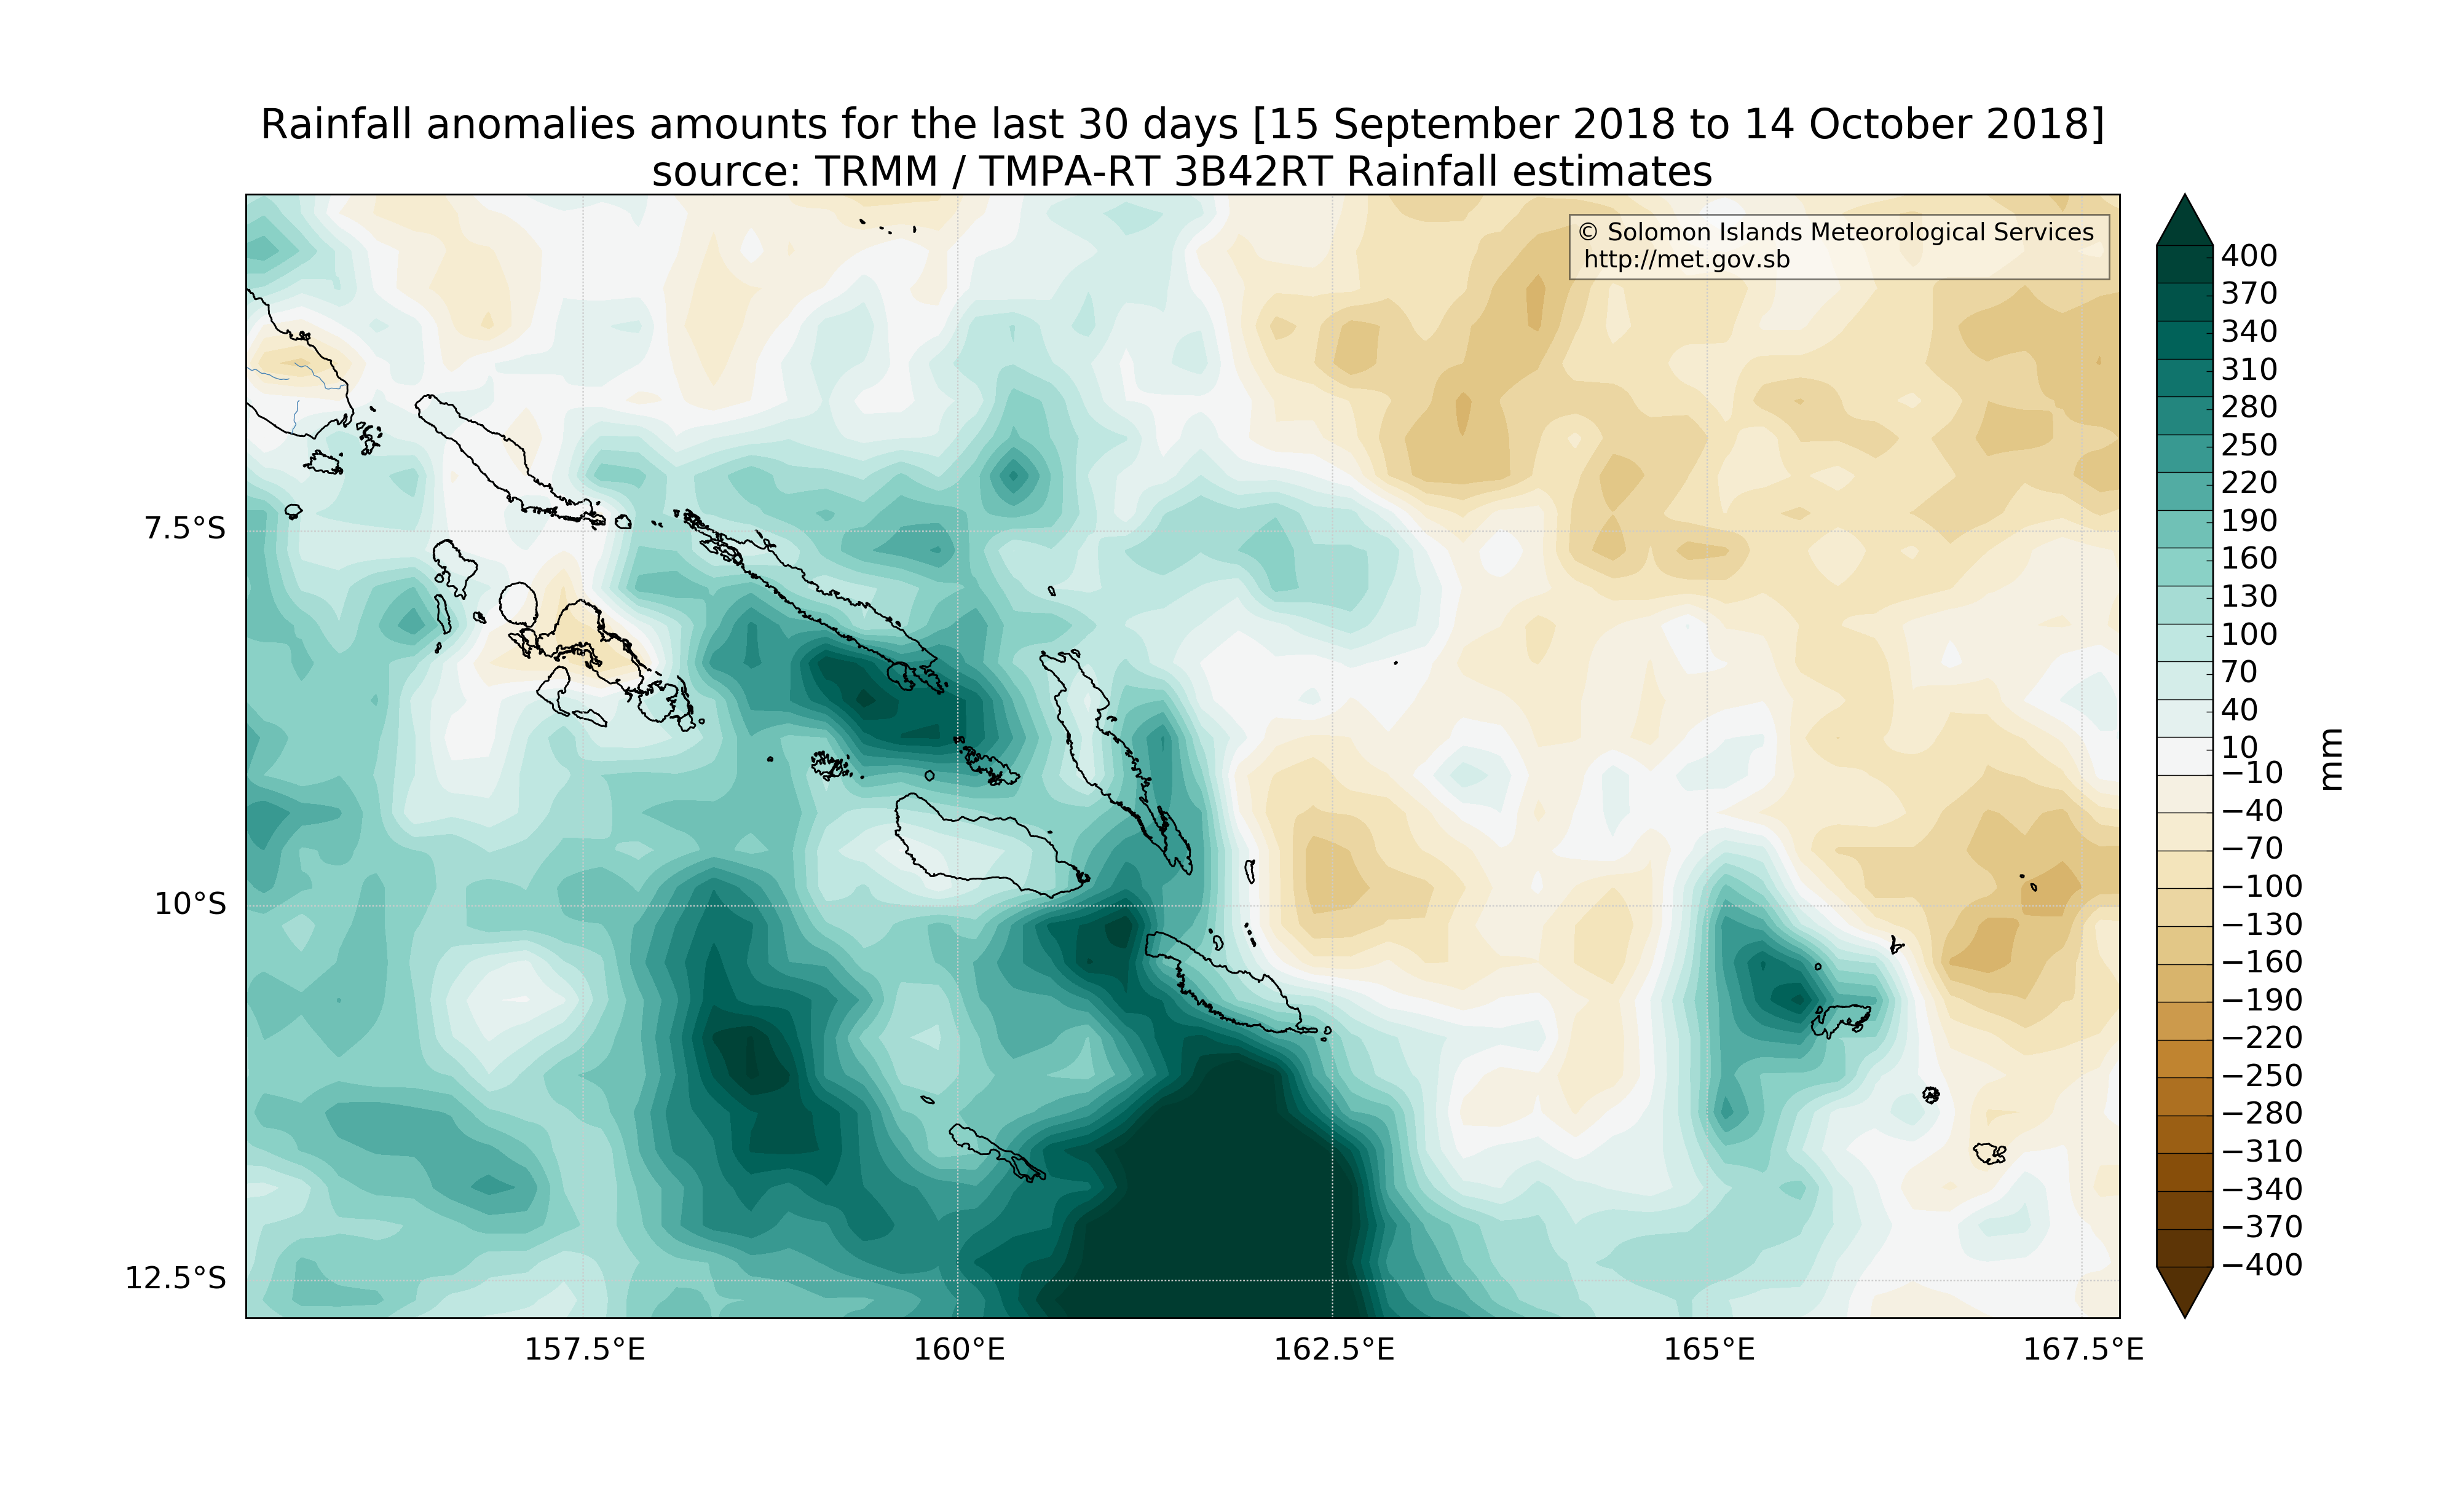 Rainfall anomalies amounts for the last 30 days [15 September 2018 to 14 October 2018]
source: TRMM / TMPA-RT 3B42RT Rainfall estimates
© Solomon Islands Meteorological Services
http://met.gov.sb
7.5°S
10°S
12.5°S
157.5°E
160°E
162.5°E
165°E
167.5°E
400
370
340
310
280
250
220
190
160
130
100
70
40
10
−10
−40
−70
−100
−130
−160
−190
−220
−250
−280
−310
−340
−370
−400
mm